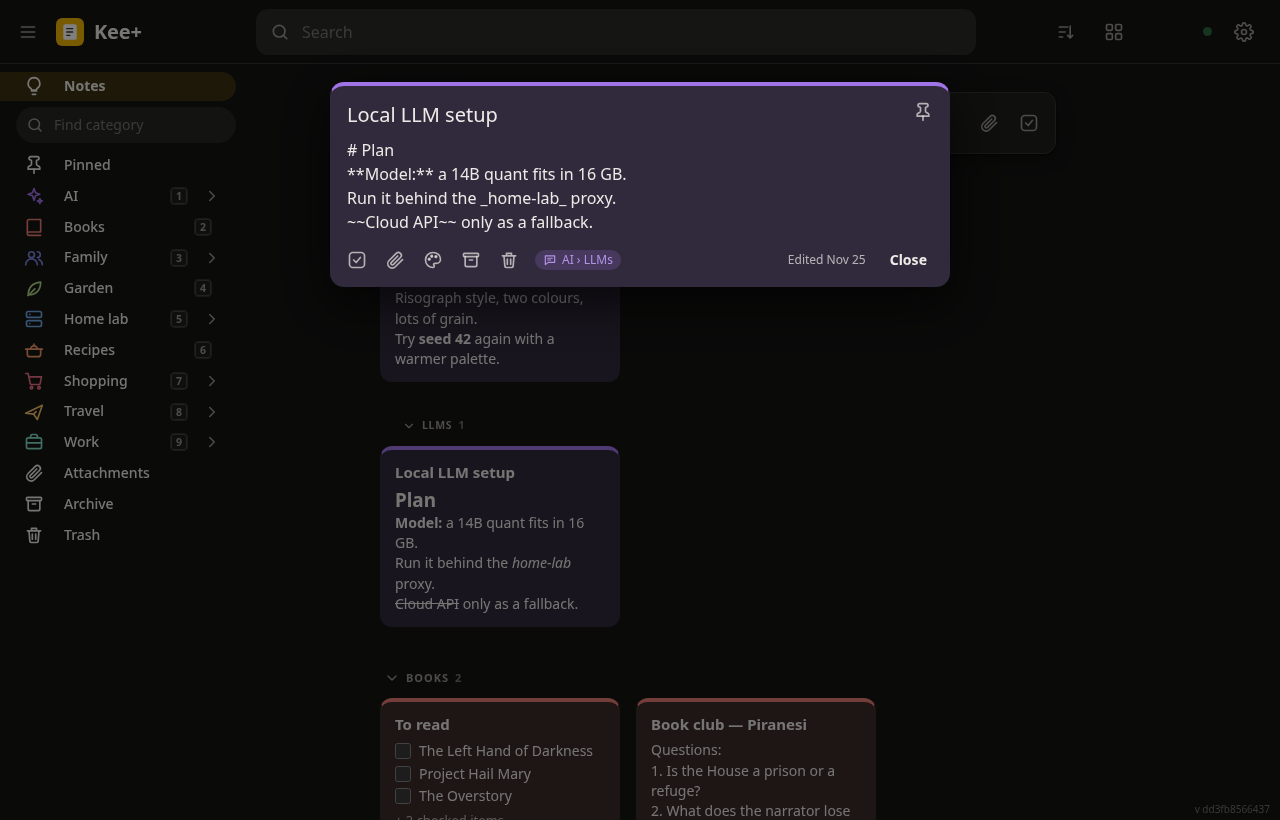 Kee+
Search
Notes
Find category
Pinned
AI 1
Books 2
Family 3
Garden 4
Home lab 5
Recipes 6
Shopping 7
Travel 8
Work 9
Attachments
Archive
Trash
Local LLM setup
# Plan
**Model:** a 14B quant fits in 16 GB.
Run it behind the _home-lab_ proxy.
~~Cloud API~~ only as a fallback.
AI › LLMs
Edited Nov 25
Close
Risograph style, two colours,
lots of grain.
Try seed 42 again with a
warmer palette.
LLMS 1
Local LLM setup
Plan
Model: a 14B quant fits in 16
GB.
Run it behind the home-lab
proxy.
Cloud API only as a fallback.
BOOKS 2
To read
The Left Hand of Darkness
Project Hail Mary
The Overstory
Book club — Piranesi
Questions:
1. Is the House a prison or a
refuge?
2. What does the narrator lose
v dd3fb8566437